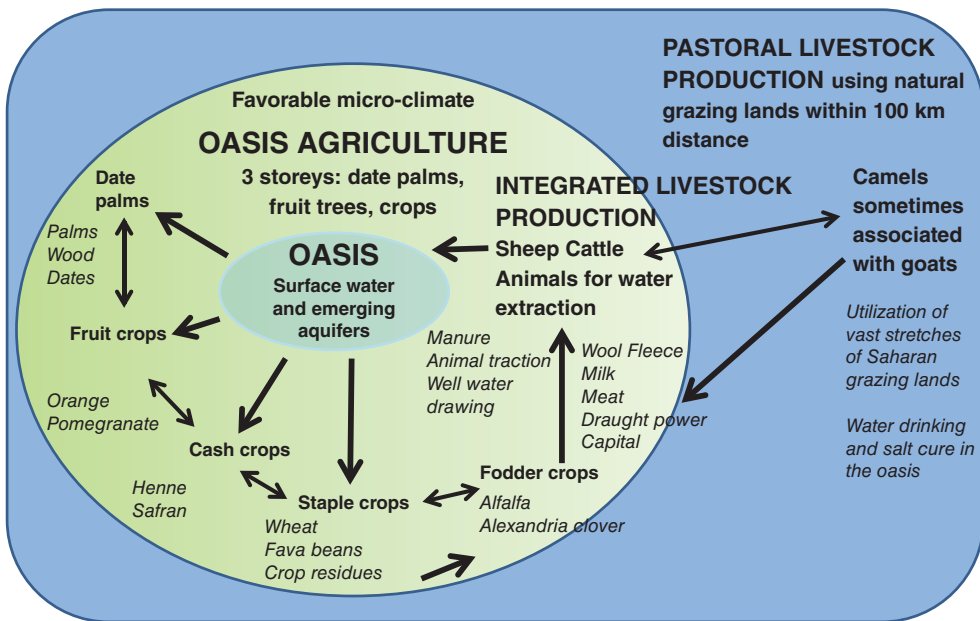 PASTORAL LIVESTOCK
PRODUCTION using natural
grazing lands within 100 km
distance
Favorable micro-climate
OASIS AGRICULTURE
3 storeys: date palms,
fruit trees, crops
Date
palms
Palms
Wood
Dates
INTEGRATED LIVESTOCK
PRODUCTION
Sheep Cattle
Animals for water
extraction
Camels
sometimes
associated
with goats
OASIS
Surface water
and emerging
aquifers
Fruit crops
Manure
Animal traction
Well water
drawing
Wool Fleece
Milk
Meat
Draught power
Capital
Utilization of
vast stretches
of Saharan
grazing lands
Water drinking
and salt cure in
the oasis
Orange
Pomegranate
Cash crops
Henne
Safran
Staple crops
Wheat
Fava beans
Crop residues
Fodder crops
Alfalfa
Alexandria clover